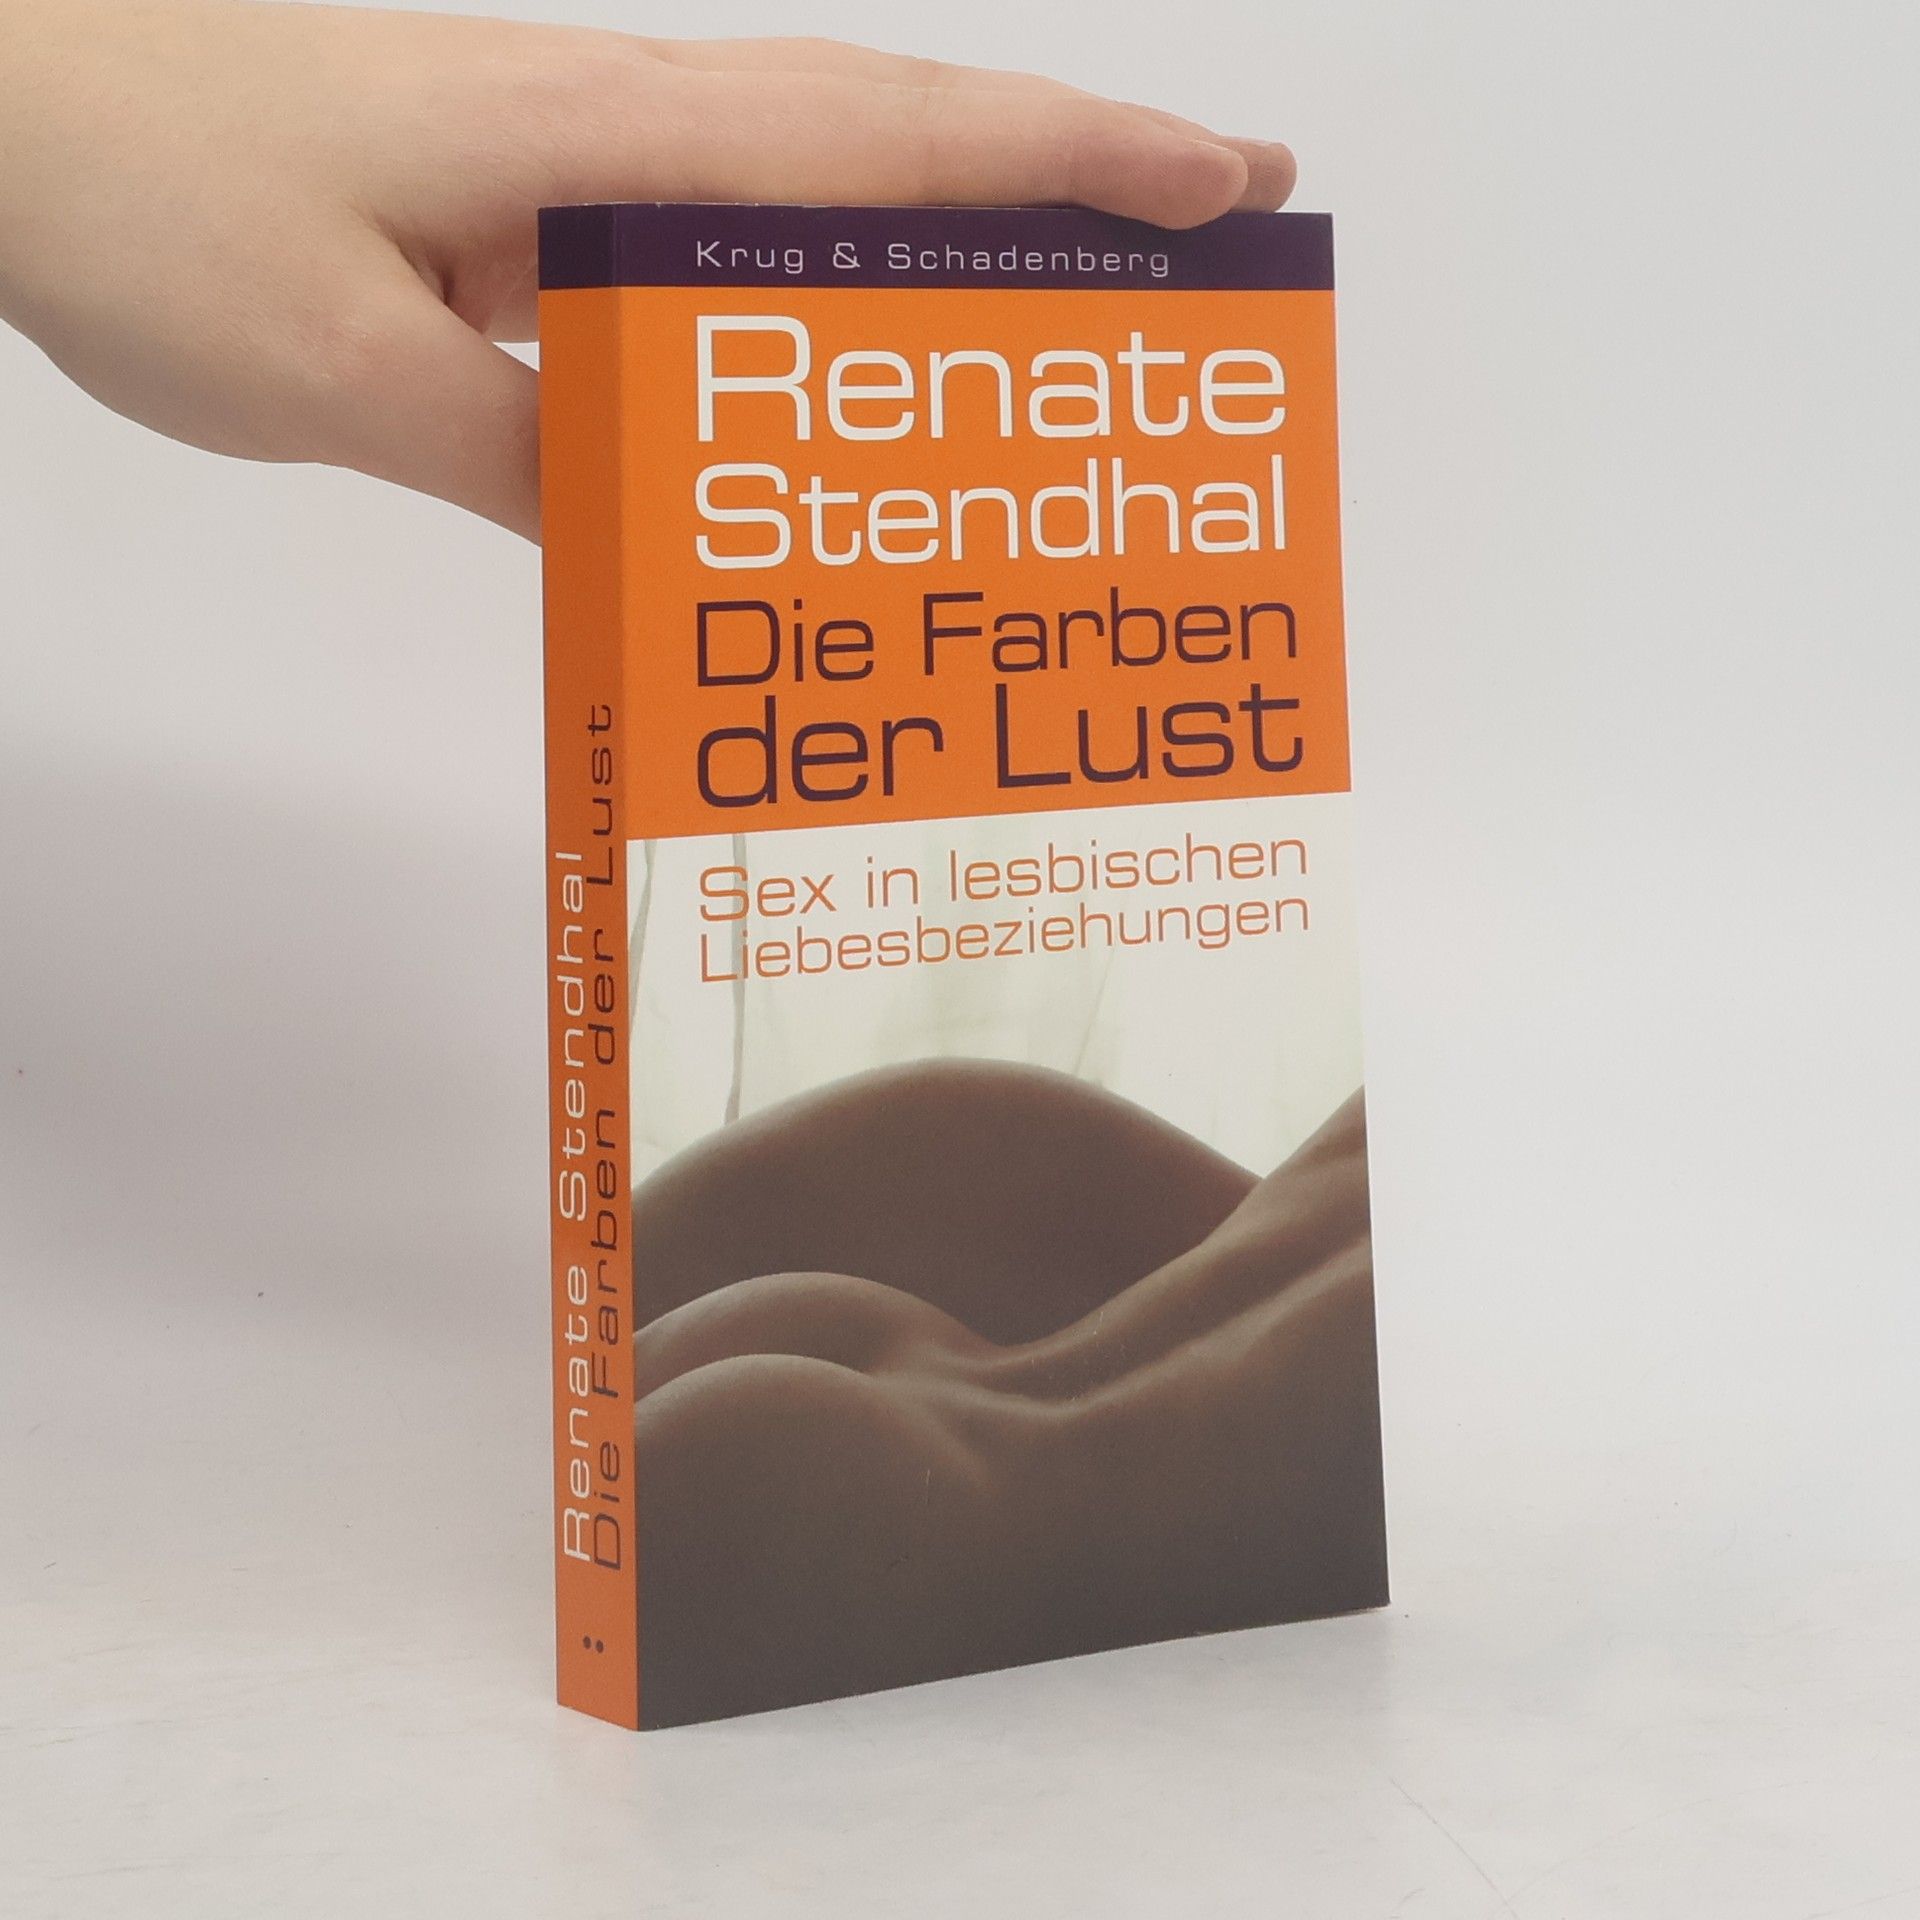 Krug & Schadenberg
Renate
Stendhal
Die Farben
der Lust
Sex in lesbischen
Liebesbeziehungen
Renate Stendhal
Die Farben der Lust